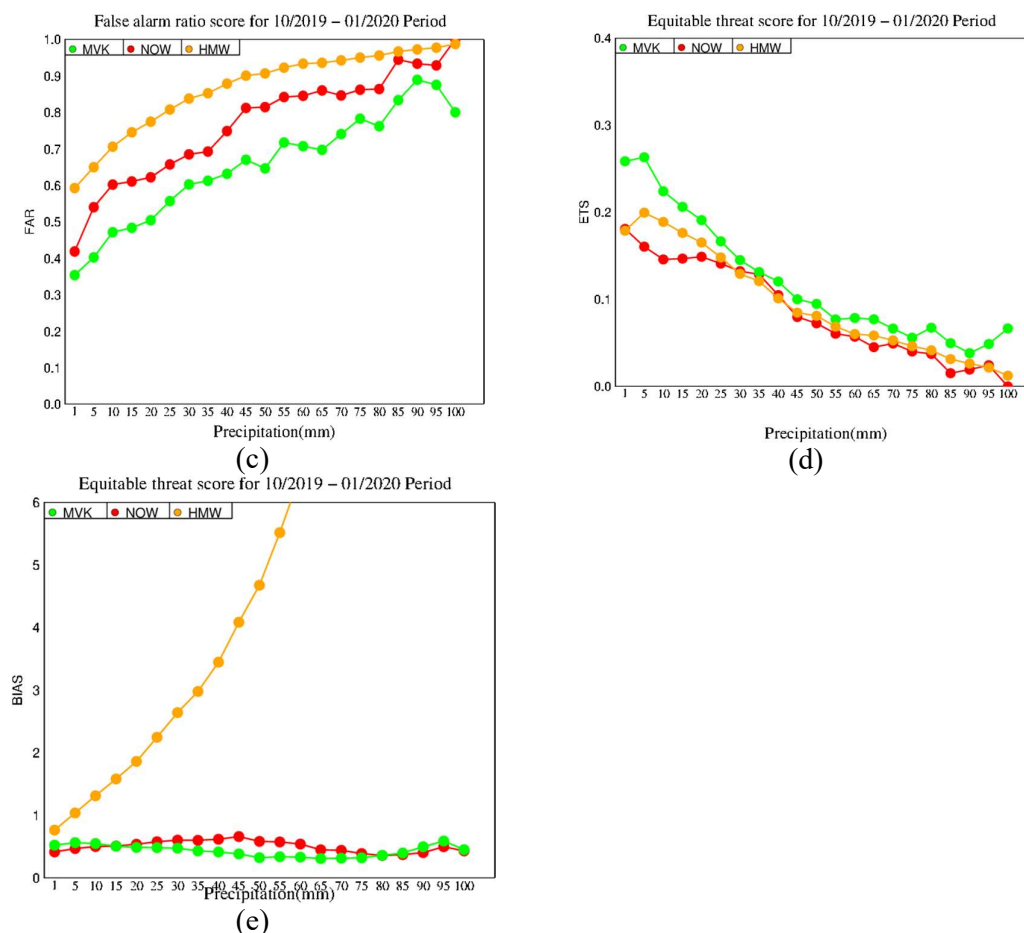 False alarm ratio score for 10/2019 − 01/2020 Period
MVK NOW HMW
1.0
0.9
0.8
0.7
0.6
0.5
0.4
0.3
0.2
0.1
0.0
FAR
1 5 10 15 20 25 30 35 40 45 50 55 60 65 70 75 80 85 90 95 100
Precipitation(mm)
(c)
Equitable threat score for 10/2019 − 01/2020 Period
MVK NOW HMW
0.4
0.3
0.2
0.1
0.0
ETS
1 5 10 15 20 25 30 35 40 45 50 55 60 65 70 75 80 85 90 95 100
Precipitation(mm)
(d)
Equitable threat score for 10/2019 − 01/2020 Period
MVK NOW HMW
6
5
4
3
2
1
0
BIAS
1 5 10 15 20 25 30 35 40 45 50 55 60 65 70 75 80 85 90 95 100
Precipitation(mm)
(e)